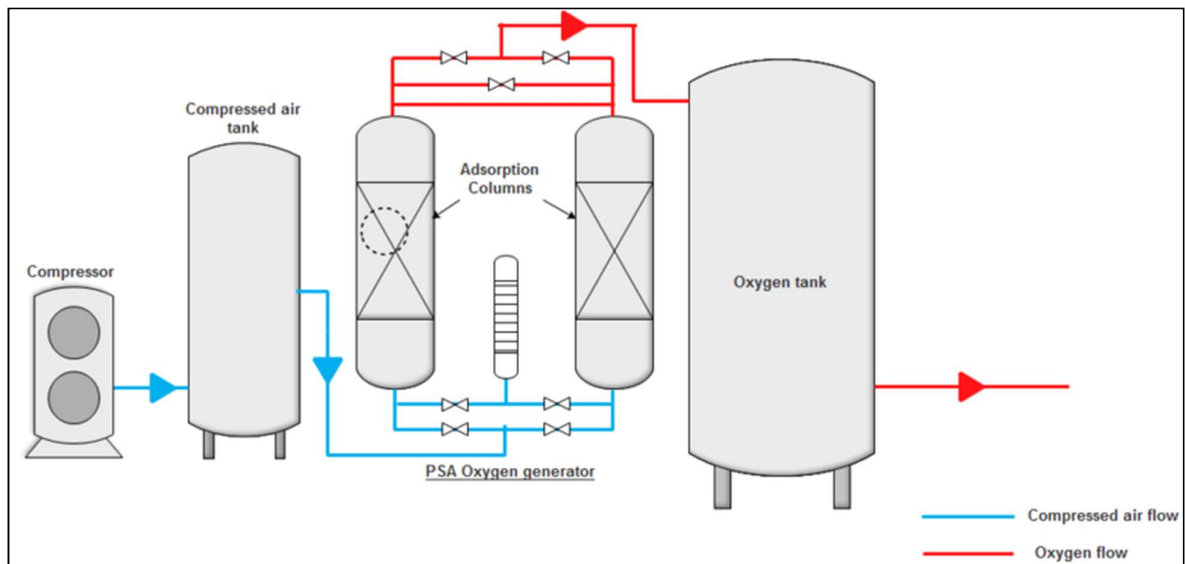 Compressed air
tank
Adsorption
Columns
Compressor
Oxygen tank
PSA Oxygen generator
Compressed air flow
Oxygen flow